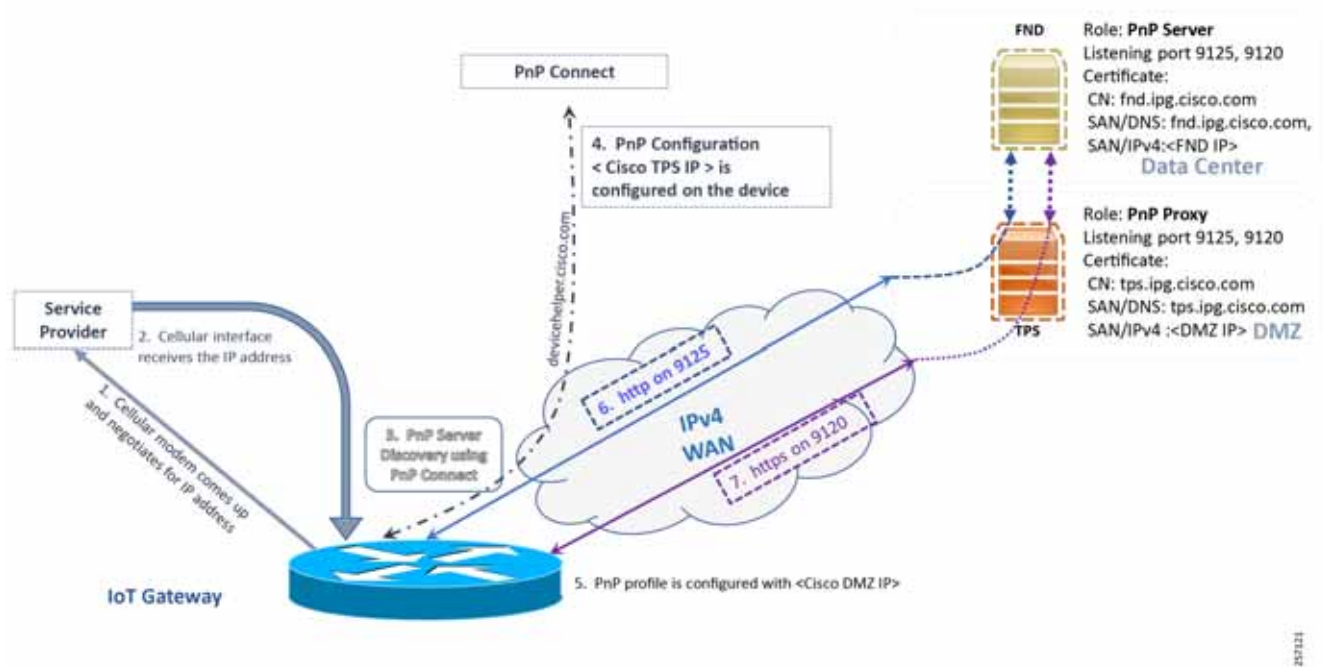 FND
Role: PnP Server
Listening port 9125, 9120
Certificate:
CN: fnd.ipg.cisco.com
SAN/DNS: fnd.ipg.cisco.com,
SAN/IPv4:<FND IP>
Data Center
PnP Connect
4. PnP Configuration
< Cisco TPS IP > is
configured on the device
devicehelper.cisco.com
Role: PnP Proxy
Listening port 9125, 9120
Certificate:
CN: tps.ipg.cisco.com
SAN/DNS: tps.ipg.cisco.com
SAN/IPv4 :<DMZ IP> DMZ
TPS
Service
Provider
2. Cellular interface
receives the IP address
1. Cellular modem comes up
and negotiates for IP address
3. PnP Server
Discovery using
PnP Connect
6. http on 9125
IPv4
WAN
7. https on 9120
5. PnP profile is configured with <Cisco DMZ IP>
IoT Gateway
257121